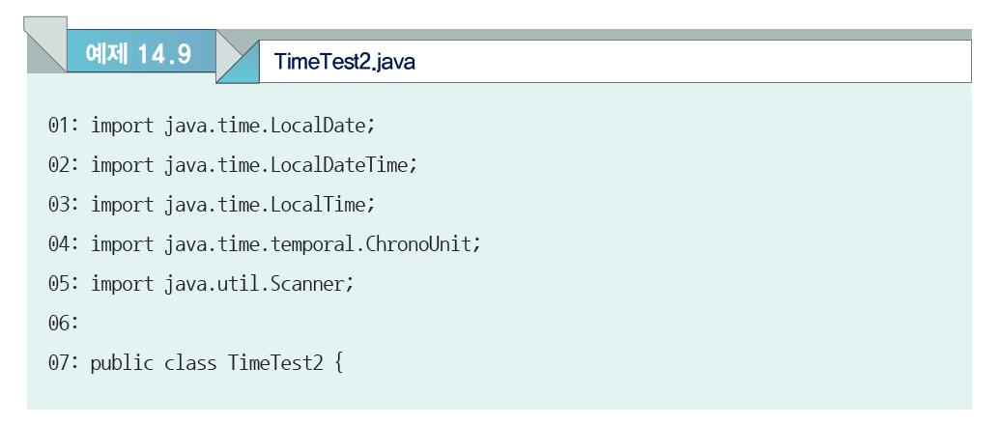 예제 14.9
TimeTest2.java
01: import java.time.LocalDate;
02: import java.time.LocalDateTime;
03: import java.time.LocalTime;
04: import java.time.temporal.ChronoUnit;
05: import java.util.Scanner;
06:
07: public class TimeTest2 {